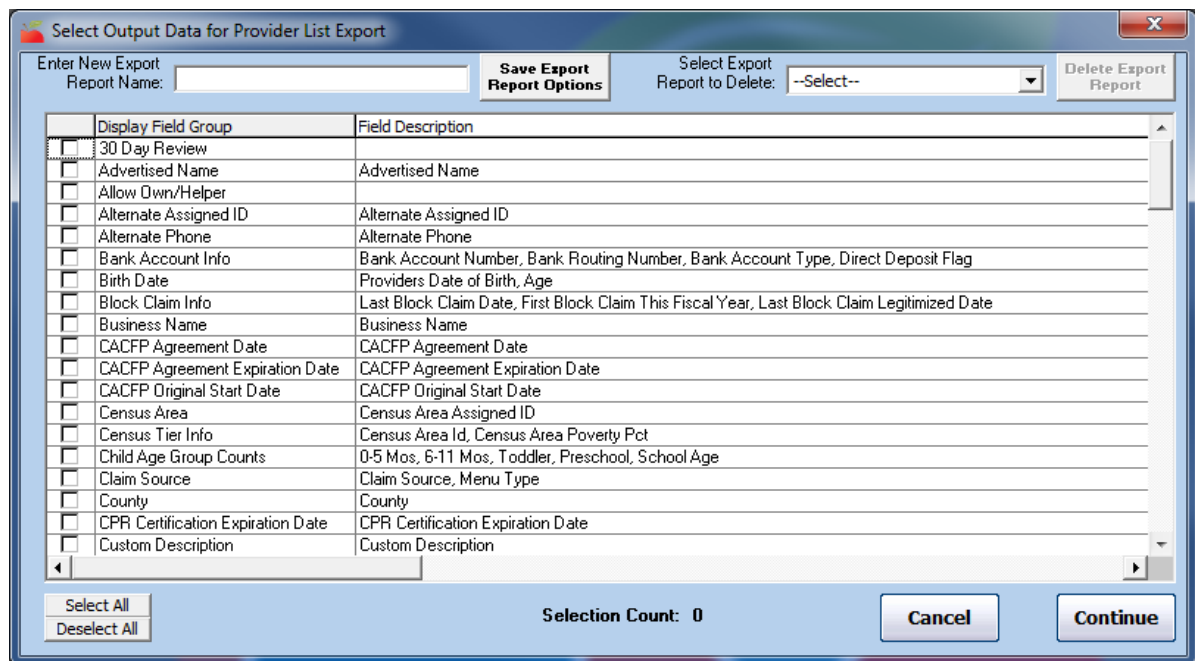 Select Output Data for Provider List Export
Enter New Export
Report Name:
Save Export
Report Options
Select Export
Report to Delete:
--Select--
Delete Export
Report
Display Field Group Field Description
30 Day Review
Advertised Name Advertised Name
Allow Own/Helper
Alternate Assigned ID Alternate Assigned ID
Alternate Phone Alternate Phone
Bank Account Info Bank Account Number, Bank Routing Number, Bank Account Type, Direct Deposit Flag
Birth Date Providers Date of Birth, Age
Block Claim Info Last Block Claim Date, First Block Claim This Fiscal Year, Last Block Claim Legitimized Date
Business Name Business Name
CACFP Agreement Date CACFP Agreement Date
CACFP Agreement Expiration Date CACFP Agreement Expiration Date
CACFP Original Start Date CACFP Original Start Date
Census Area Census Area Assigned ID
Census Tier Info Census Area Id, Census Area Poverty Pct
Child Age Group Counts 0-5 Mos, 6-11 Mos, Toddler, Preschool, School Age
Claim Source Claim Source, Menu Type
County County
CPR Certification Expiration Date CPR Certification Expiration Date
Custom Description Custom Description
Select All
Deselect All
Selection Count: 0
Cancel
Continue